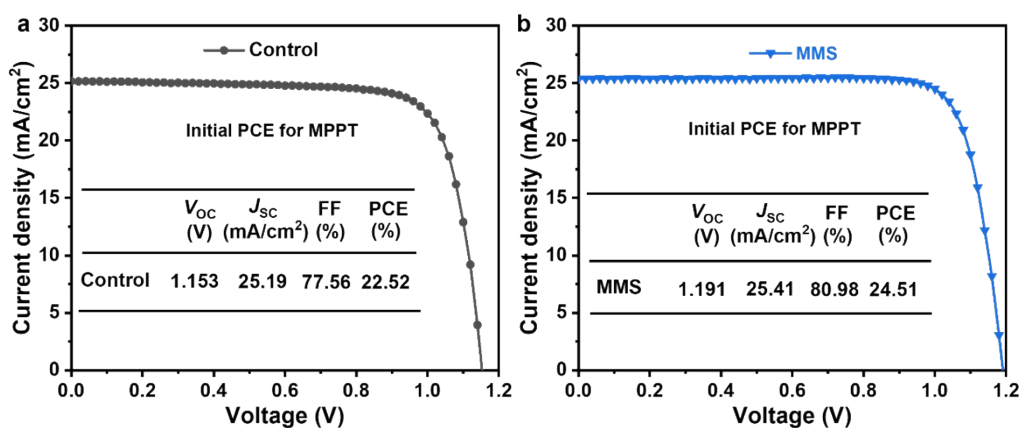 a
Control
Initial PCE for MPPT
V_OC J_SC FF PCE
(V) (mA/cm²) (%) (%)
Control 1.153 25.19 77.56 22.52
Current density (mA/cm²)
30
25
20
15
10
5
0
0.0 0.2 0.4 0.6 0.8 1.0 1.2
Voltage (V)
b
MMS
Initial PCE for MPPT
V_OC J_SC FF PCE
(V) (mA/cm²) (%) (%)
MMS 1.191 25.41 80.98 24.51
Current density (mA/cm²)
30
25
20
15
10
5
0
0.0 0.2 0.4 0.6 0.8 1.0 1.2
Voltage (V)